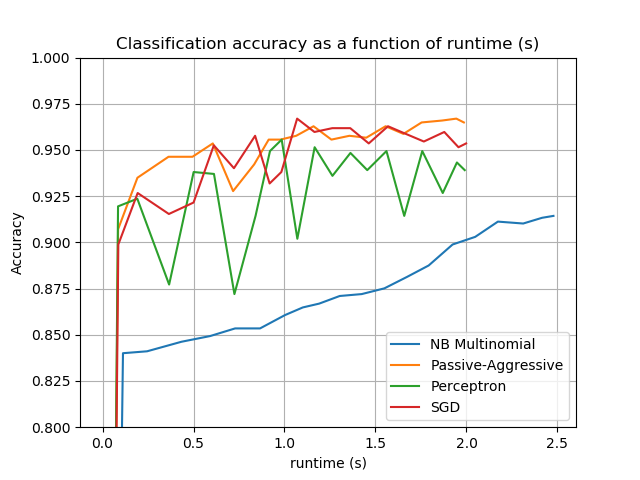 Classification accuracy as a function of runtime (s)
1.000
0.975
0.950
0.925
0.900
0.875
0.850
0.825
0.800
Accuracy
NB Multinomial
Passive-Aggressive
Perceptron
SGD
0.0 0.5 1.0 1.5 2.0 2.5
runtime (s)